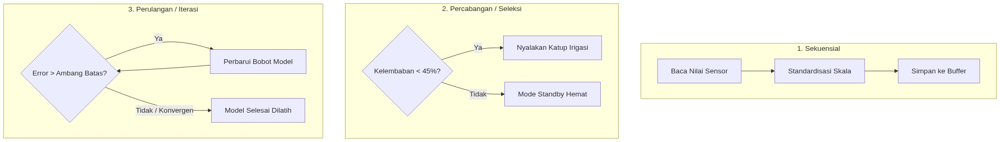 3. Perulangan / Iterasi
Ya
Error > Ambang Batas?
Perbarui Bobot Model
Tidak / Konvergen
Model Selesai Dilatih
2. Percabangan / Seleksi
Kelembaban < 45%?
Ya
Nyalakan Katup Irigasi
Tidak
Mode Standby Hemat
1. Sekuensial
Baca Nilai Sensor
Standardisasi Skala
Simpan ke Buffer